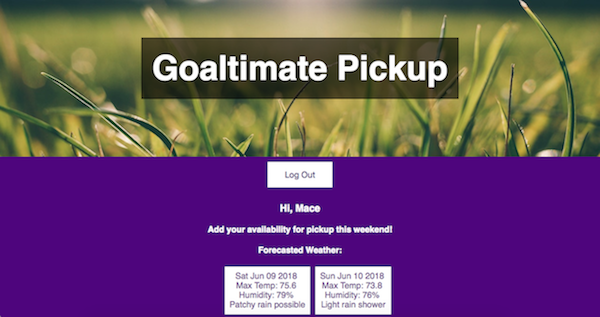 Goaltimate Pickup
Log Out
Hi, Mace
Add your availability for pickup this weekend!
Forecasted Weather:
Sat Jun 09 2018
Max Temp: 75.6
Humidity: 79%
Patchy rain possible
Sun Jun 10 2018
Max Temp: 73.8
Humidity: 76%
Light rain shower